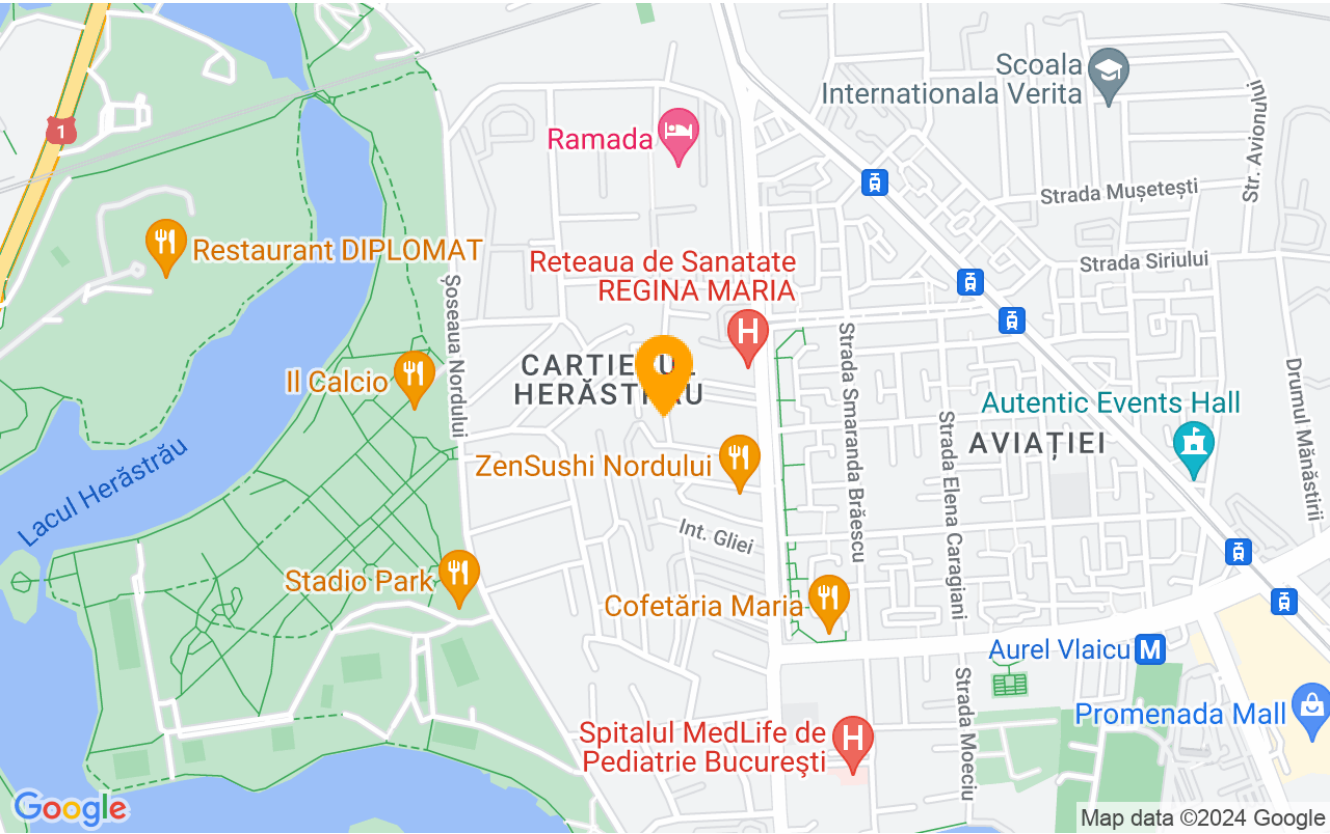 Scoala
Internationala Verita
1
Ramada
Str. Avionului
Strada Mușetești
Restaurant DIPLOMAT
Reteaua de Sanatate
REGINA MARIA
H
Strada Siriului
Șoseaua Nordului
Il Calcio
CARTIERUL
HERĂSTRĂU
Strada Smaranda Brăescu
Strada Elena Caragiani
Autentic Events Hall
AVIAȚIEI
Drumul Mănăstirii
Lacul Herăstrău
ZenSushi Nordului
Int. Gliei
Stadio Park
Cofetăria Maria
Aurel Vlaicu M
Strada Moeciu
Promenada Mall
Spitalul MedLife de
Pediatrie Bucureşti
H
Google
Map data ©2024 Google